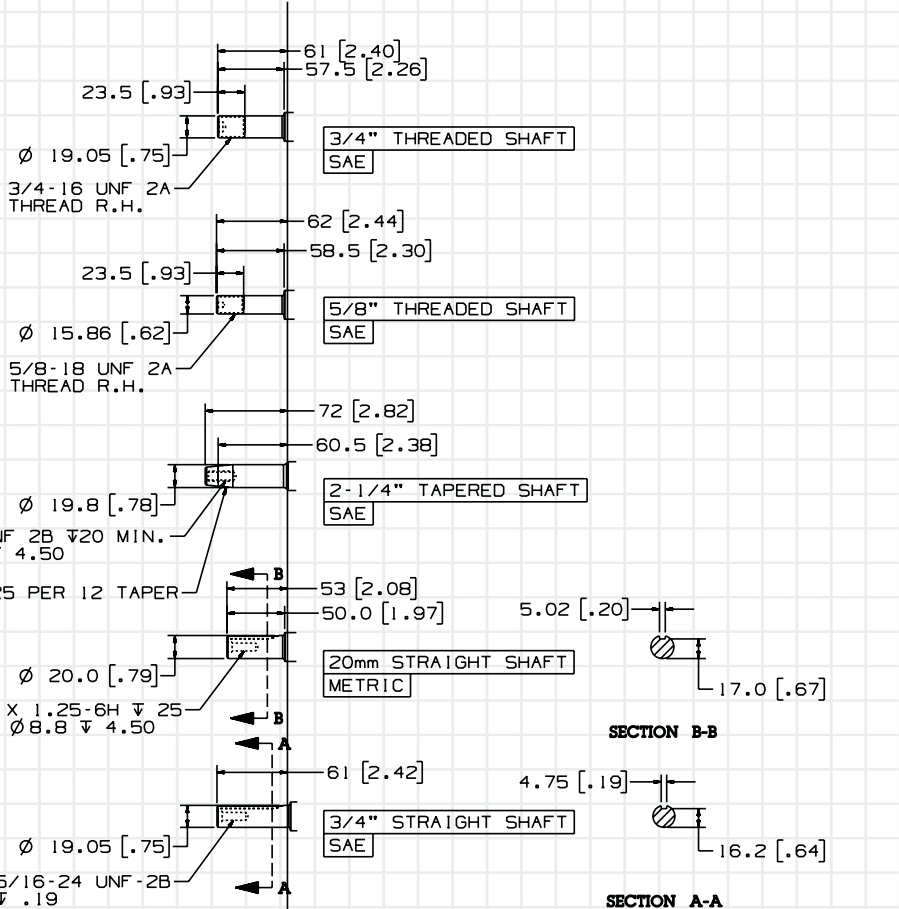 61 [2.40]
57.5 [2.26]
23.5 [.93]
Ø 19.05 [.75]
3/4-16 UNF 2A
THREAD R.H.
3/4" THREADED SHAFT
SAE
62 [2.44]
58.5 [2.30]
23.5 [.93]
Ø 15.86 [.62]
5/8-18 UNF 2A
THREAD R.H.
5/8" THREADED SHAFT
SAE
72 [2.82]
60.5 [2.38]
Ø 19.8 [.78]
2B ↧20 MIN.
4.50
PER 12 TAPER
2-1/4" TAPERED SHAFT
SAE
B
53 [2.08]
50.0 [1.97]
Ø 20.0 [.79]
X 1.25-6H ↧ 25
Ø8.8 ↧ 4.50
B
20mm STRAIGHT SHAFT
METRIC
5.02 [.20]
17.0 [.67]
SECTION B-B
A
61 [2.42]
Ø 19.05 [.75]
5/16-24 UNF-2B
↧ .19
A
3/4" STRAIGHT SHAFT
SAE
4.75 [.19]
16.2 [.64]
SECTION A-A